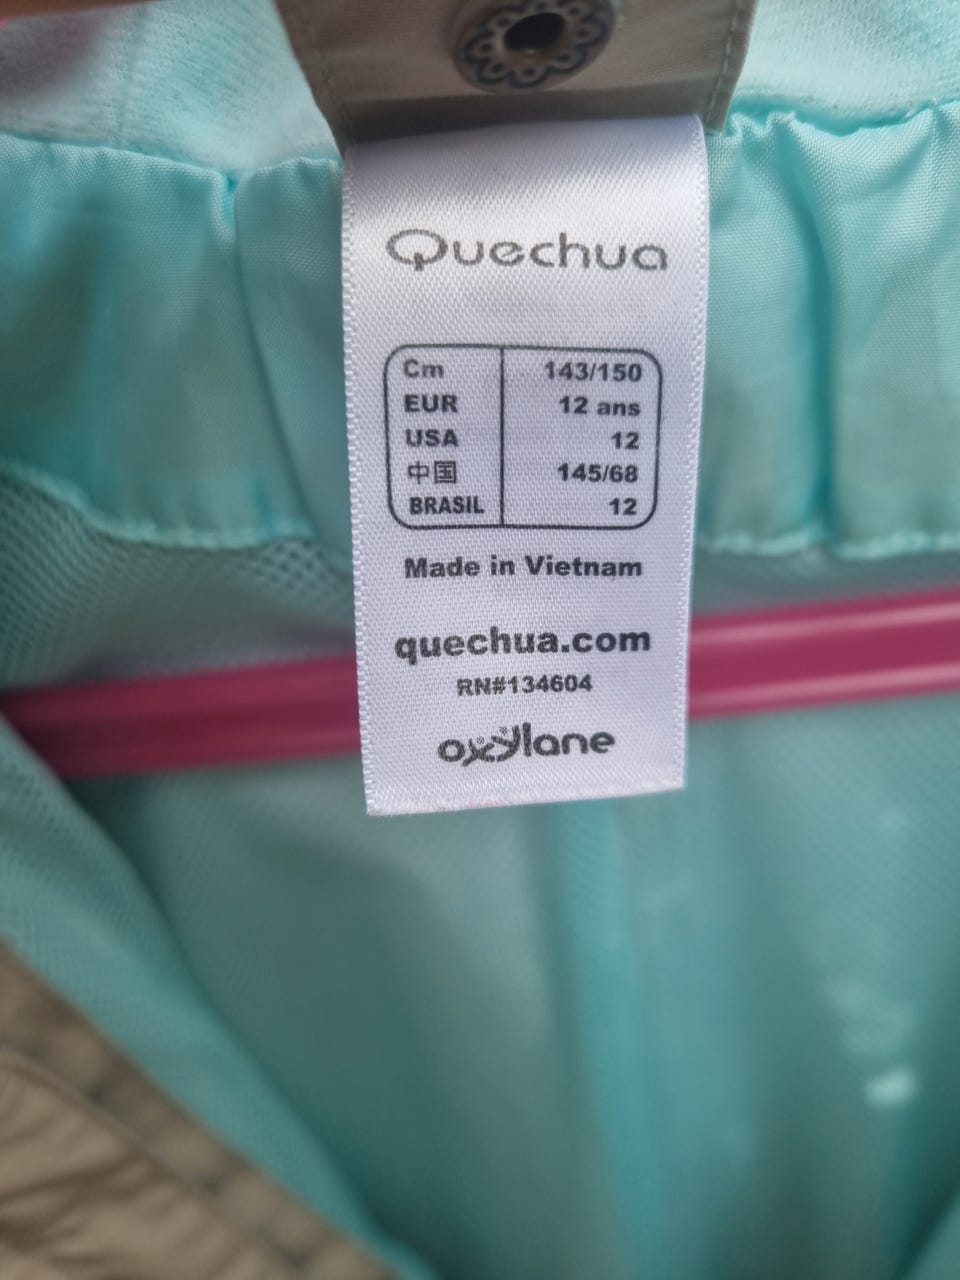 Quechua
Cm 143/150
EUR 12 ans
USA 12
中国 145/68
BRASIL 12
Made in Vietnam
quechua.com
RN#134604
oxylane